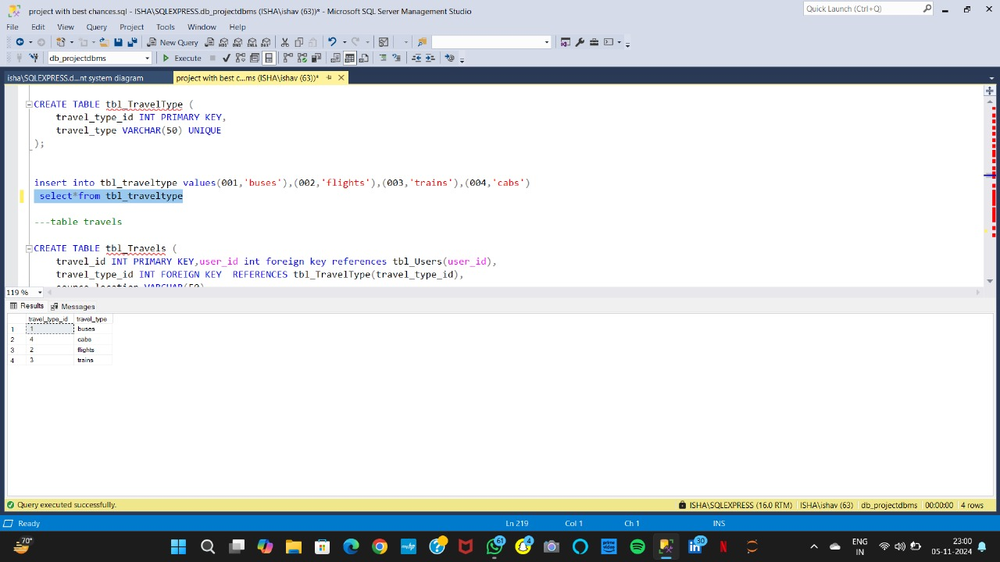 project with best chances.sql - ISHA\SQLEXPRESS.db_projectdbms (ISHA\ishav (63))* - Microsoft SQL Server Management Studio
Quick Launch (Ctrl+Q)
File Edit View Query Project Tools Window Help
New Query
db_projectdbms Execute
isha\SQLEXPRESS.d...nt system diagram
project with best c...ms (ISHA\ishav (63))*
CREATE TABLE tbl_TravelType (
travel_type_id INT PRIMARY KEY,
travel_type VARCHAR(50) UNIQUE
);
insert into tbl_traveltype values(001,'buses'),(002,'flights'),(003,'trains'),(004,'cabs')
select*from tbl_traveltype
---table travels
CREATE TABLE tbl_Travels (
travel_id INT PRIMARY KEY,user_id int foreign key references tbl_Users(user_id),
travel_type_id INT FOREIGN KEY  REFERENCES tbl_TravelType(travel_type_id),
source_location VARCHAR(50)
119 %
Results Messages
travel_type_id travel_type
1 1 buses
2 4 cabs
3 2 flights
4 3 trains
Query executed successfully.
ISHA\SQLEXPRESS (16.0 RTM) ISHA\ishav (63) db_projectdbms 00:00:00 4 rows
Ready Ln 219 Col 1 Ch 1 INS
70°
myhp
61
4
prime video
30
ENG
IN
23:00
05-11-2024